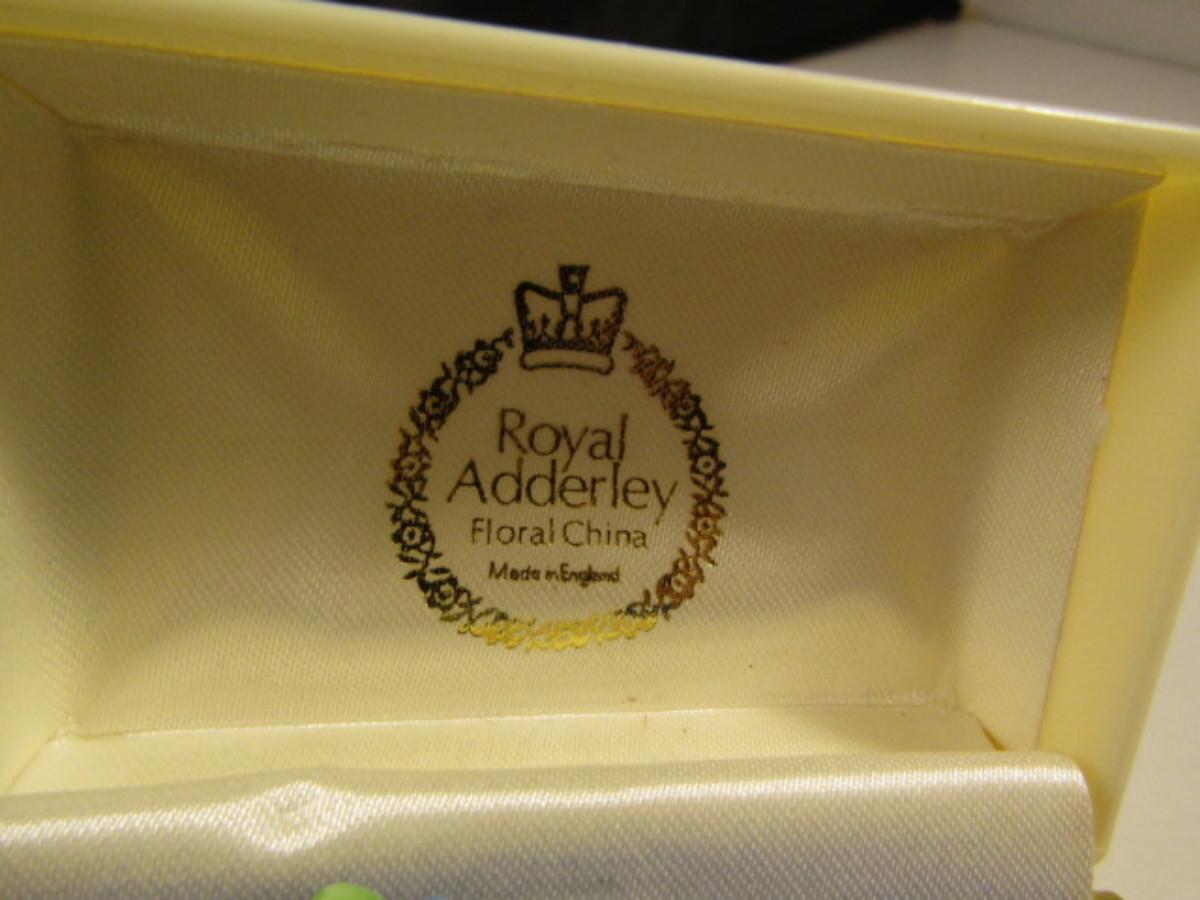 Royal
Adderley
Floral China
Made in England